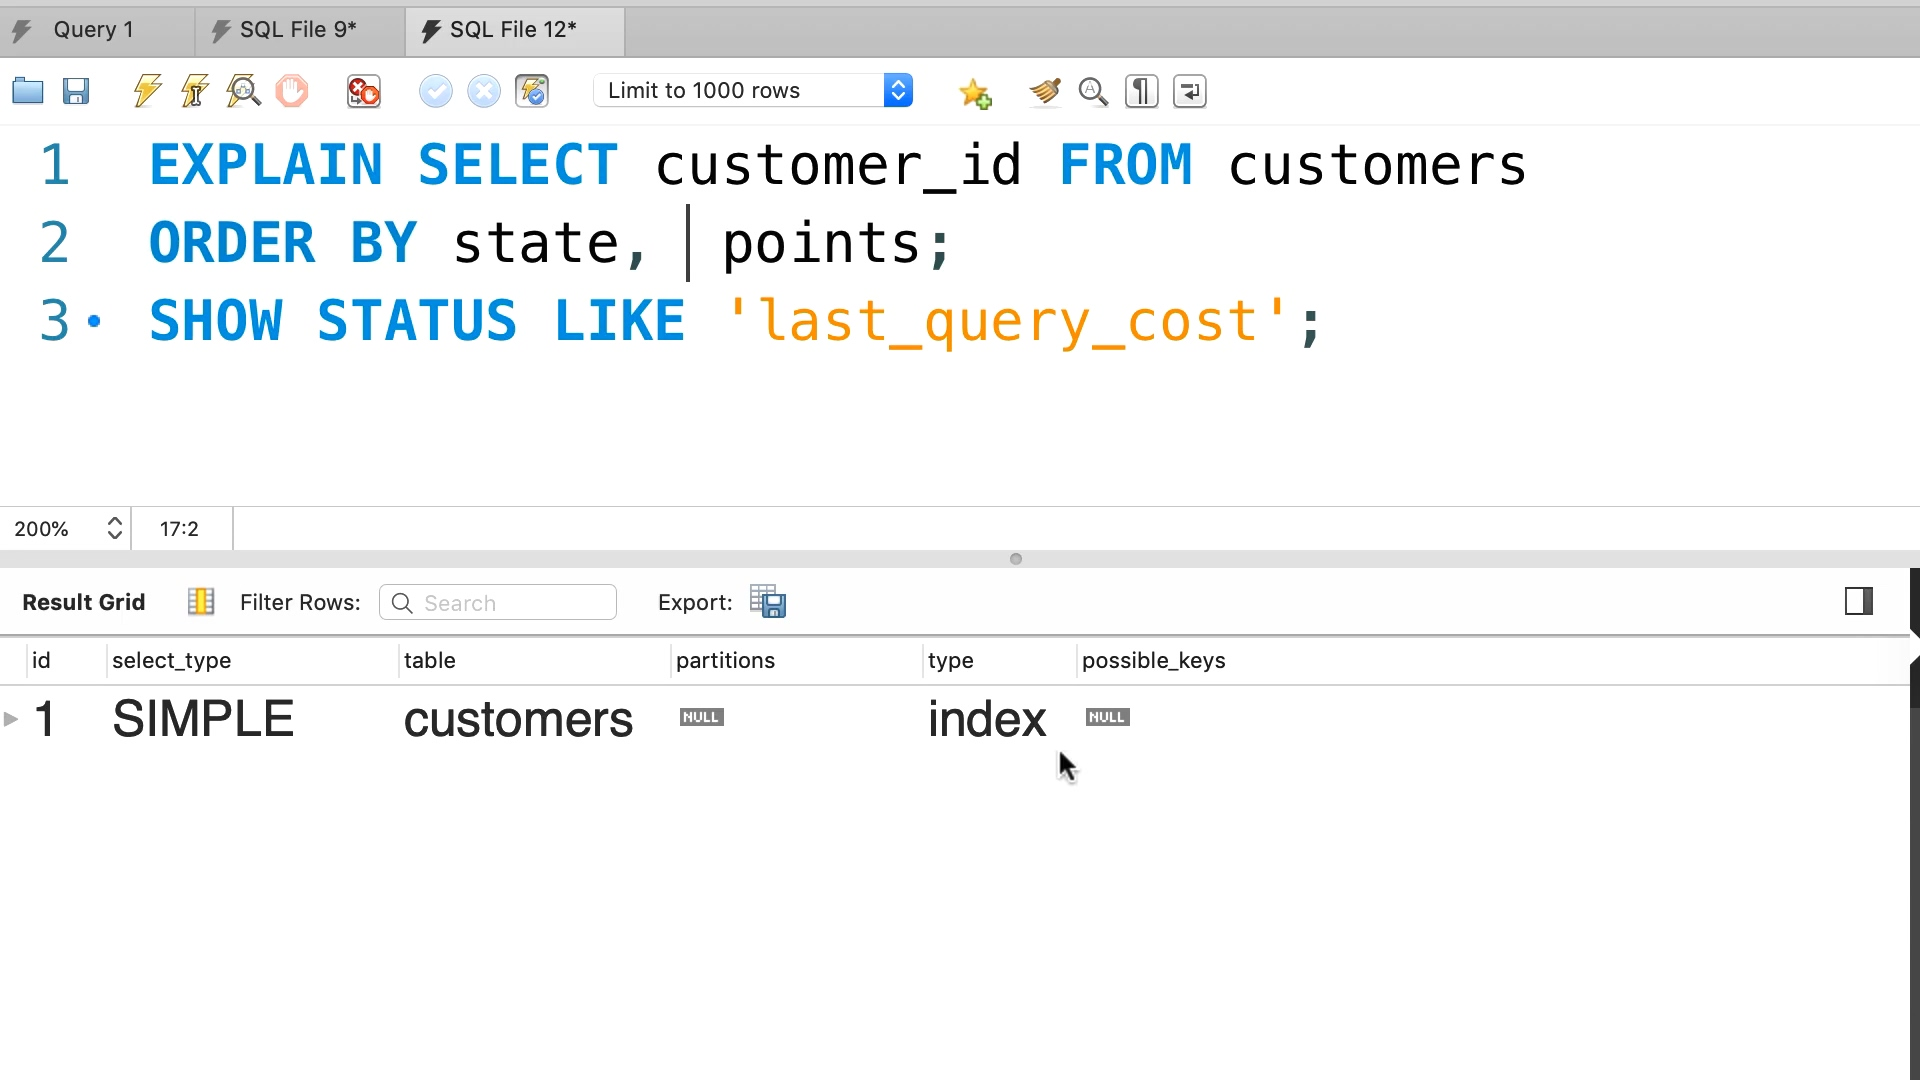 Query 1 SQL File 9* SQL File 12*
Limit to 1000 rows
1 EXPLAIN SELECT customer_id FROM customers
2 ORDER BY state, points;
3 SHOW STATUS LIKE 'last_query_cost';
200% 17:2
Result Grid Filter Rows: Search Export:
id select_type table partitions type possible_keys
1 SIMPLE customers NULL index NULL